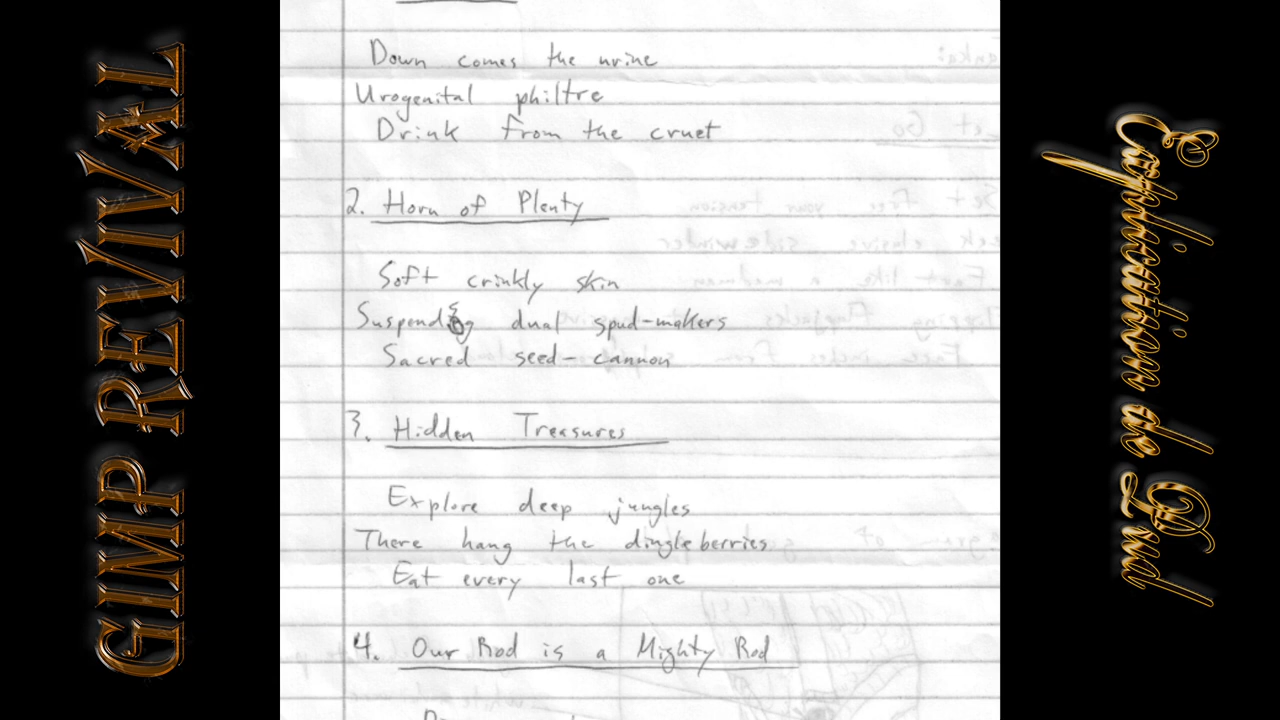 GIMP REVIVAL
Down comes the urine
Urogenital philtre
Drink from the cruet
2. Horn of Plenty
Soft crinkly skin
Suspending dual spud-makers
Sacred seed-cannon
3. Hidden Treasures
Explore deep jungles
There hang the dingleberries
Eat every last one
4. Our Rod is a Mighty Rod
Explication de Pud